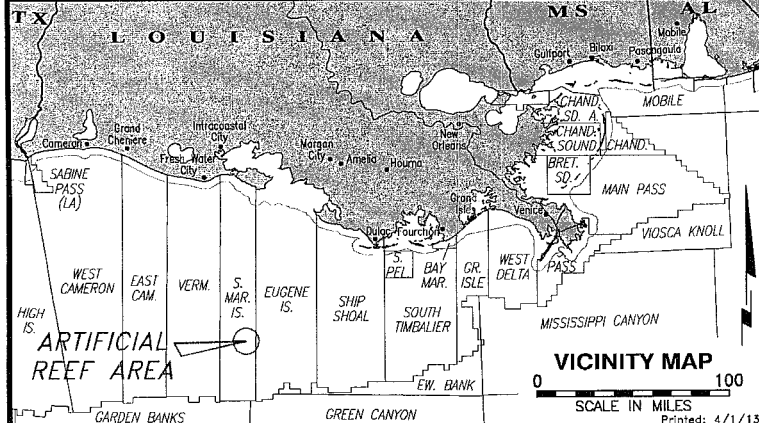 TX
MS
AL
LOUISIANA
Mobile
Gulfport
Biloxi
Pascagoula
MOBILE
CHAND.
SD. A.
CHAND.
SOUND
CHAND.
BRET.
SD.
Cameron
Grand
Cheniere
Intracoastal
City
Fresh Water
City
Morgan
City
Amelia
Houma
New
Orleans
SABINE
PASS
(LA)
Grand
Isle
Venice
MAIN PASS
VIOSCA KNOLL
Dulac
Fourchon
WEST
CAMERON
EAST
CAM.
VERM.
S.
MAR.
IS.
EUGENE
IS.
SHIP
SHOAL
S.
PEL.
BAY
MAR.
GR.
ISLE
WEST
DELTA
PASS
SOUTH
TIMBALIER
HIGH
IS.
MISSISSIPPI CANYON
ARTIFICIAL
REEF AREA
EW. BANK
GARDEN BANKS
GREEN CANYON
VICINITY MAP
0
100
SCALE IN MILES
Printed: 4/1/13